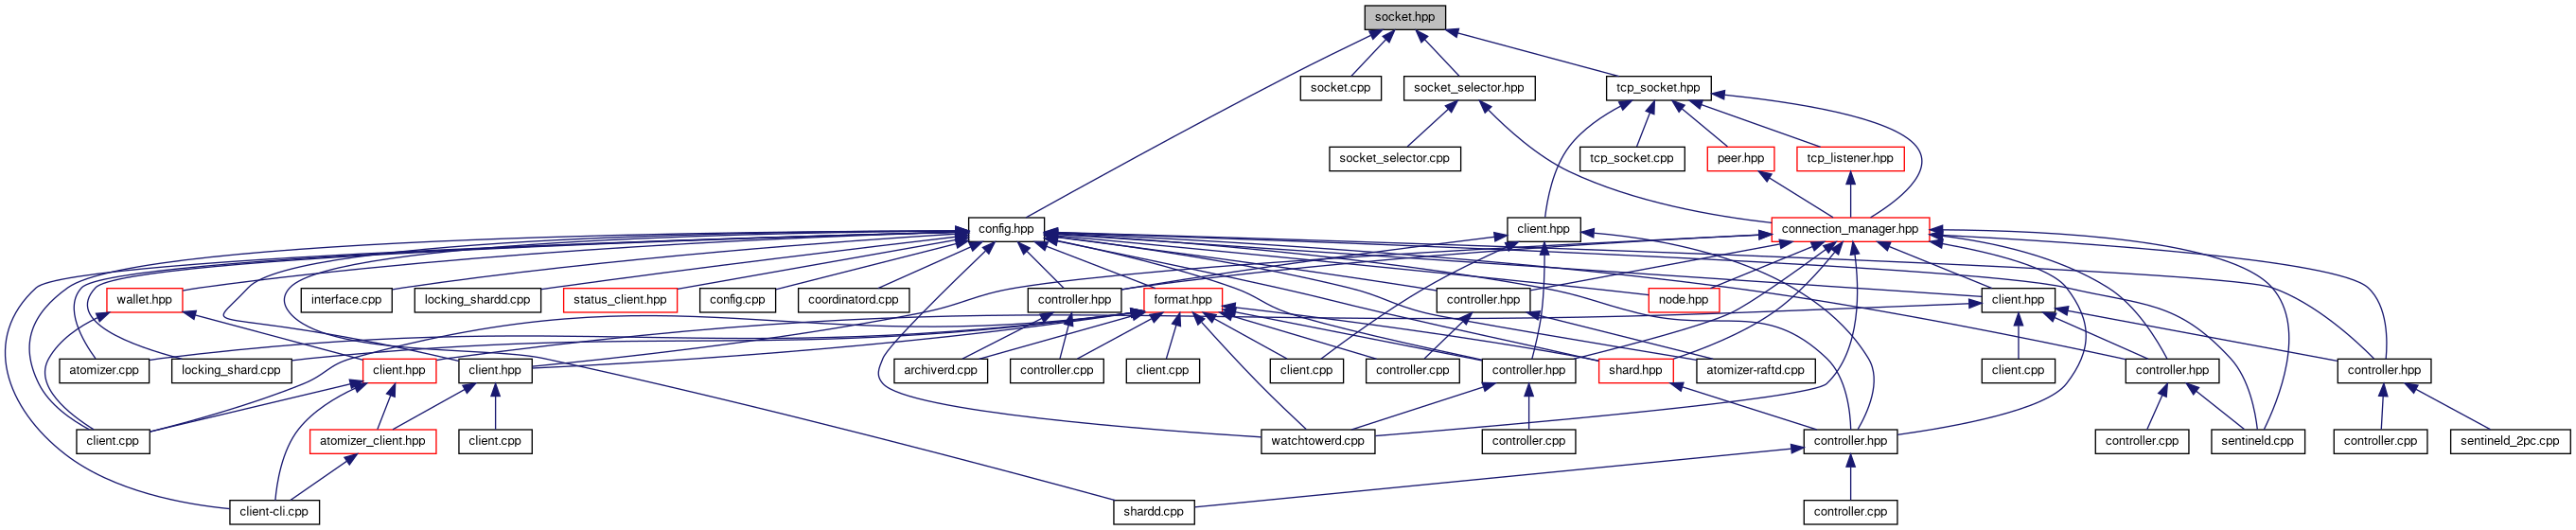 socket.hpp
socket.cpp
socket_selector.hpp
tcp_socket.hpp
socket_selector.cpp
tcp_socket.cpp
peer.hpp
tcp_listener.hpp
config.hpp
client.hpp
connection_manager.hpp
wallet.hpp
interface.cpp
locking_shardd.cpp
status_client.hpp
config.cpp
coordinatord.cpp
controller.hpp
format.hpp
controller.hpp
node.hpp
client.hpp
atomizer.cpp
locking_shard.cpp
client.hpp
client.hpp
archiverd.cpp
controller.cpp
client.cpp
client.cpp
controller.cpp
controller.hpp
shard.hpp
atomizer-raftd.cpp
client.cpp
controller.hpp
controller.hpp
client.cpp
atomizer_client.hpp
client.cpp
watchtowerd.cpp
controller.cpp
controller.hpp
controller.cpp
sentineld.cpp
controller.cpp
sentineld_2pc.cpp
client-cli.cpp
shardd.cpp
controller.cpp